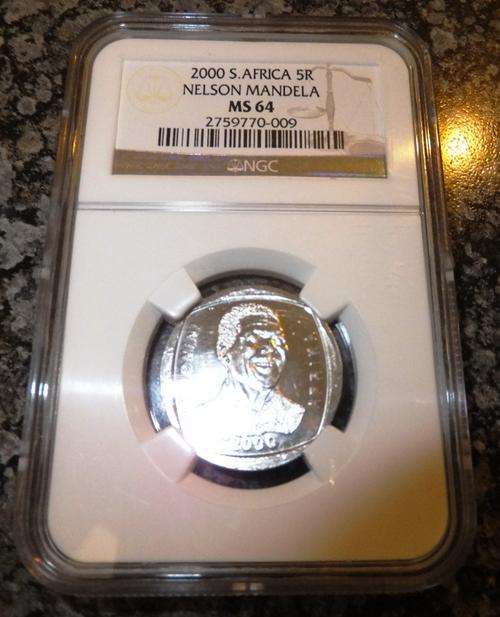 2000 S.AFRICA 5R
NELSON MANDELA
MS 64
2759770-009
NGC
2000